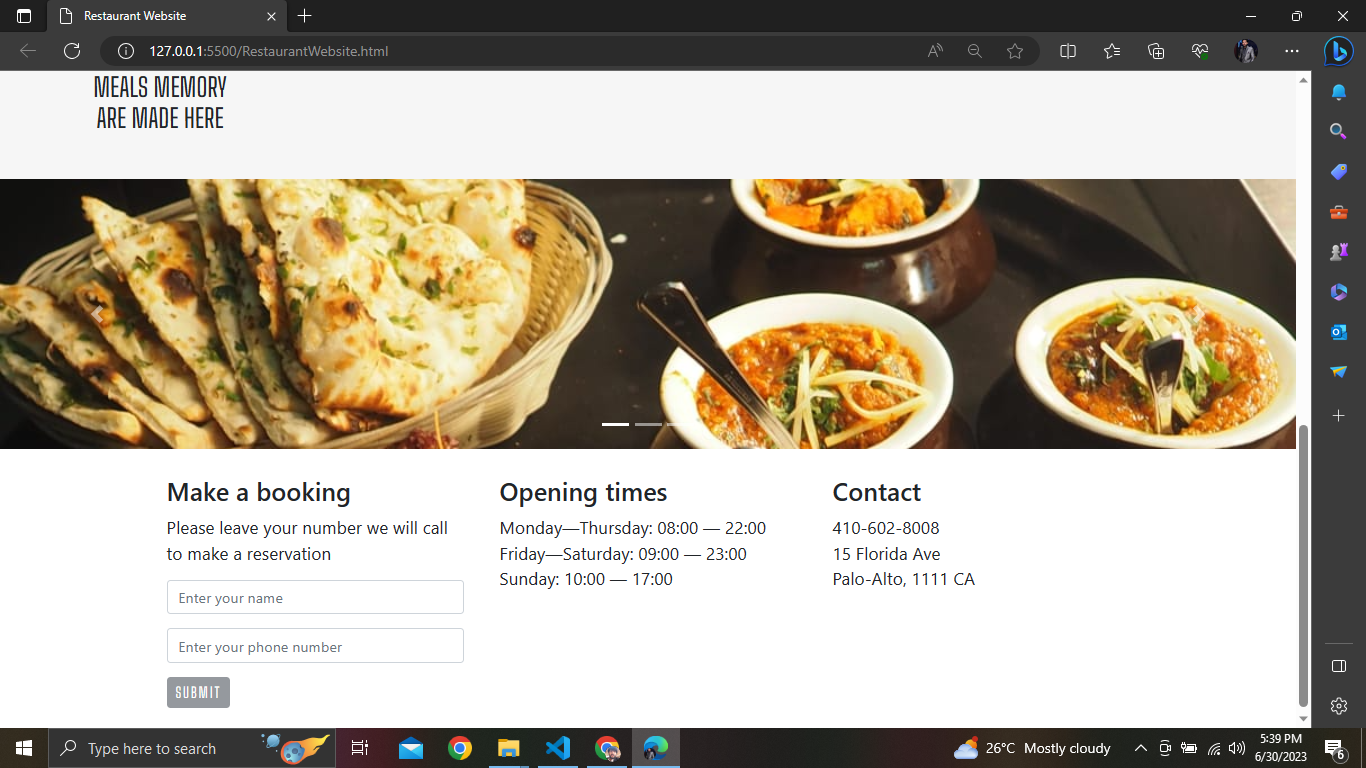 Restaurant Website
127.0.0.1:5500/RestaurantWebsite.html
MEALS MEMORY
ARE MADE HERE
Make a booking
Please leave your number we will call
to make a reservation
Enter your name
Enter your phone number
SUBMIT
Opening times
Monday—Thursday: 08:00 — 22:00
Friday—Saturday: 09:00 — 23:00
Sunday: 10:00 — 17:00
Contact
410-602-8008
15 Florida Ave
Palo-Alto, 1111 CA
Type here to search
26°C Mostly cloudy
5:39 PM
6/30/2023
6